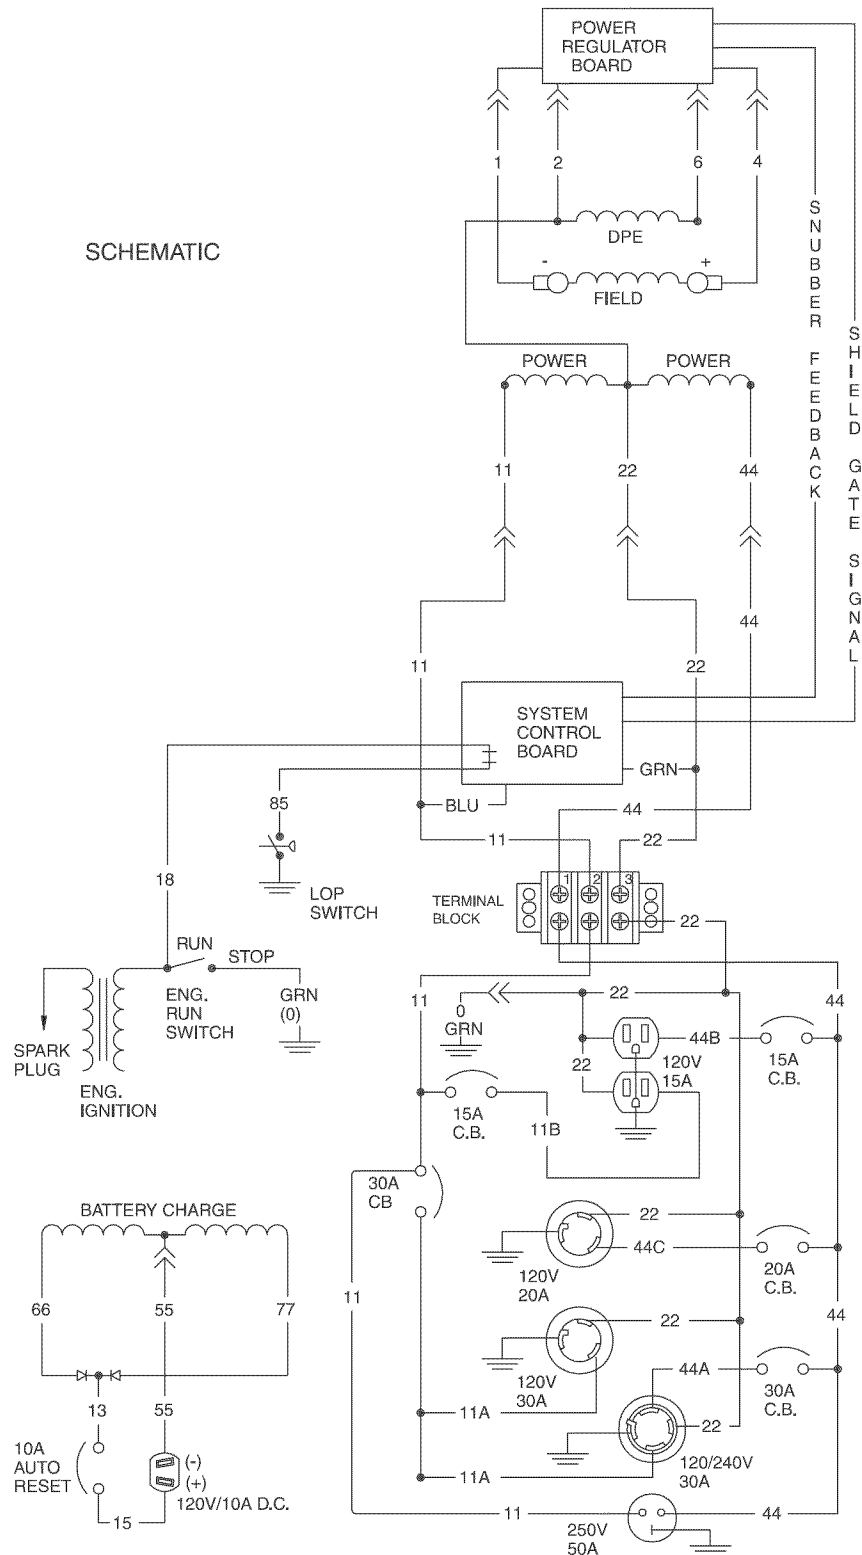 POWER
REGULATOR
BOARD
1
2
6
4
SCHEMATIC
DPE
-
+
FIELD
SNUBBER FEEDBACK
SHIELD GATE SIGNAL
POWER
POWER
11
22
44
44
11
22
SYSTEM
CONTROL
BOARD
GRN
BLU
85
44
11
22
LOP
SWITCH
18
TERMINAL
BLOCK
1
2
3
22
RUN
STOP
ENG.
RUN
SWITCH
GRN
(0)
SPARK
PLUG
ENG.
IGNITION
11
0
GRN
22
44
44B
15A
C.B.
22
120V
15A
15A
C.B.
11B
30A
CB
BATTERY CHARGE
22
44C
120V
20A
20A
C.B.
66
55
77
11
44
22
120V
30A
44A
30A
C.B.
13
55
11A
22
10A
AUTO
RESET
(-)
(+)
120V/10A D.C.
15
11A
120/240V
30A
11
44
250V
50A